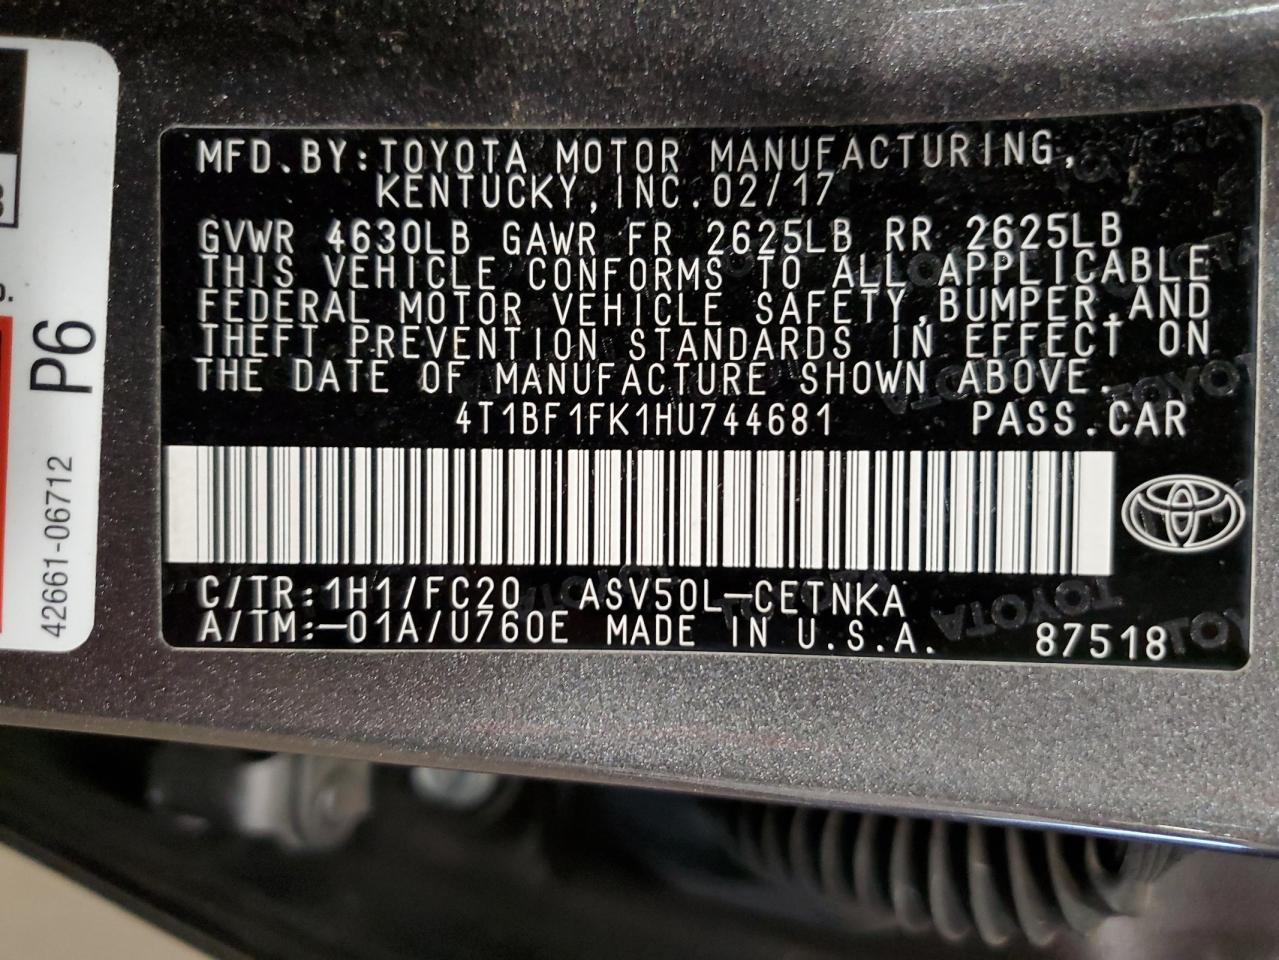 MFD.BY:TOYOTA MOTOR MANUFACTURING,
KENTUCKY,INC.02/17
GVWR 4630LB GAWR FR 2625LB RR 2625LB
THIS VEHICLE CONFORMS TO ALL APPLICABLE
FEDERAL MOTOR VEHICLE SAFETY,BUMPER,AND
THEFT PREVENTION STANDARDS IN EFFECT ON
THE DATE OF MANUFACTURE SHOWN ABOVE.
4T1BF1FK1HU744681 PASS.CAR
C/TR:1H1/FC20 ASV50L-CETNKA
A/TM:-01A/U760E MADE IN U.S.A. 87518
P6
42661-06712
TOYOTA
TOYOTA